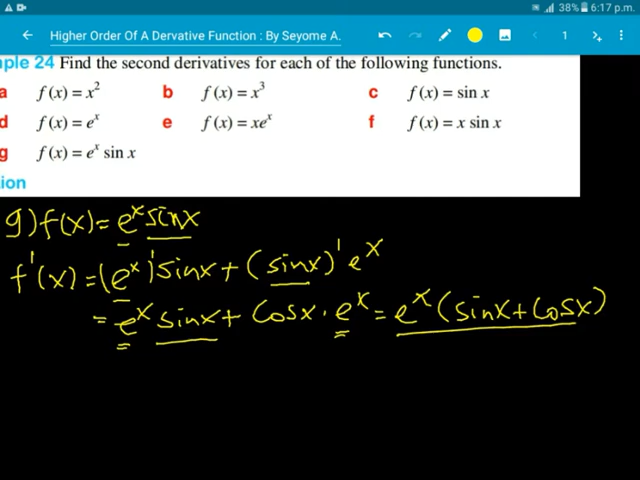 38% 6:17 p.m.
Higher Order Of A Dervative Function : By Seyome A.
1
ple 24 Find the second derivatives for each of the following functions.
a f(x) = x² b f(x) = x³ c f(x) = sin x
d f(x) = eˣ e f(x) = xeˣ f f(x) = x sin x
g f(x) = eˣ sin x
tion
g) f(x) = eˣ sinx
f'(x) = (eˣ)' sinx + (sinx)' eˣ
= eˣ sinx + Cosx · eˣ = eˣ (sinx + Cosx)